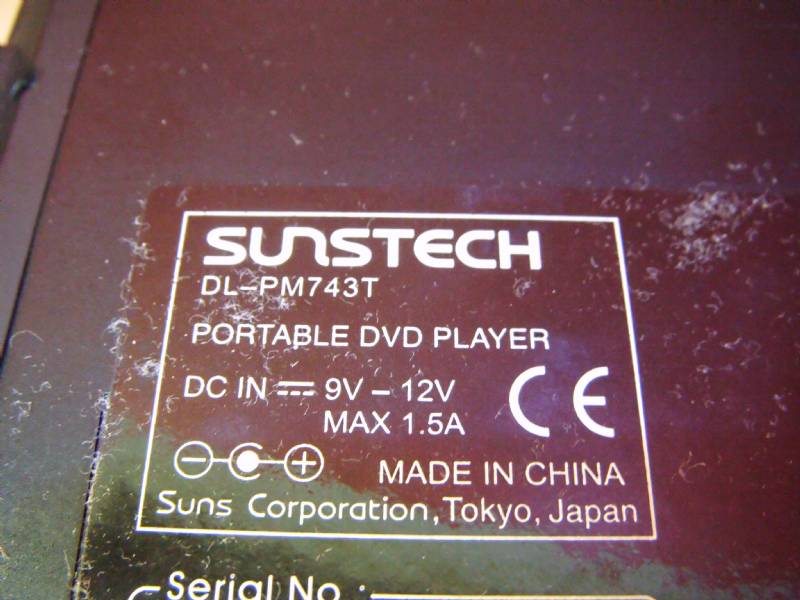 SUNSTECH
DL-PM743T
PORTABLE DVD PLAYER
DC IN ⎓ 9V – 12V
MAX 1.5A
CE
MADE IN CHINA
Suns Corporation, Tokyo, Japan
Serial No.: